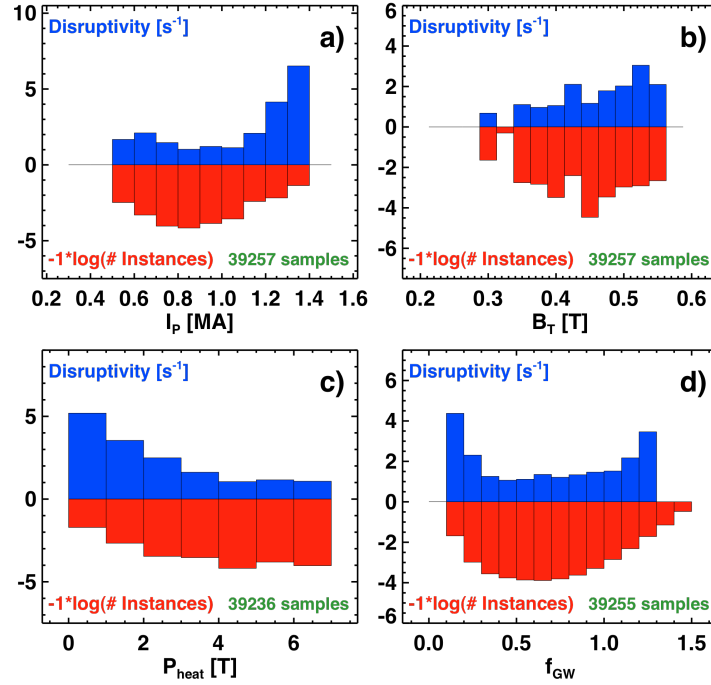 Disruptivity [s⁻¹]
a)
10
5
0
-5
-1*log(# Instances)
39257 samples
0.2 0.4 0.6 0.8 1.0 1.2 1.4 1.6
I_P [MA]
Disruptivity [s⁻¹]
b)
6
4
2
0
-2
-4
-6
-1*log(# Instances)
39257 samples
0.2 0.3 0.4 0.5 0.6
B_T [T]
Disruptivity [s⁻¹]
c)
5
0
-5
-1*log(# Instances)
39236 samples
0 2 4 6
P_heat [T]
Disruptivity [s⁻¹]
d)
6
4
2
0
-2
-4
-6
-1*log(# Instances)
39255 samples
0.0 0.5 1.0 1.5
f_GW